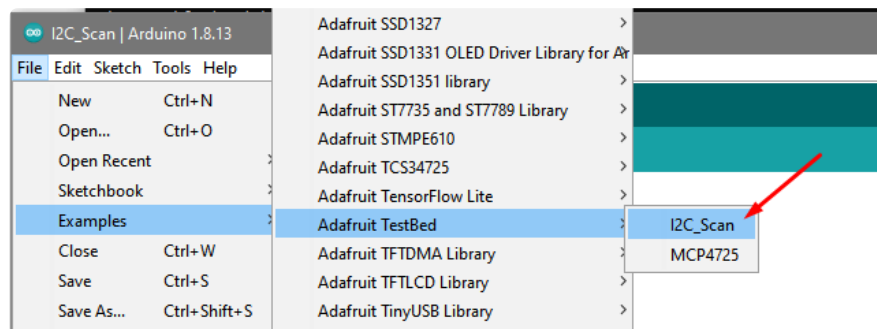 I2C_Scan | Arduino 1.8.13
File Edit Sketch Tools Help
New Ctrl+N
Open... Ctrl+O
Open Recent
Sketchbook
Examples
Close Ctrl+W
Save Ctrl+S
Save As... Ctrl+Shift+S
Adafruit SSD1327
Adafruit SSD1331 OLED Driver Library for Ar
Adafruit SSD1351 library
Adafruit ST7735 and ST7789 Library
Adafruit STMPE610
Adafruit TCS34725
Adafruit TensorFlow Lite
Adafruit TestBed
Adafruit TFTDMA Library
Adafruit TFTLCD Library
Adafruit TinyUSB Library
I2C_Scan
MCP4725